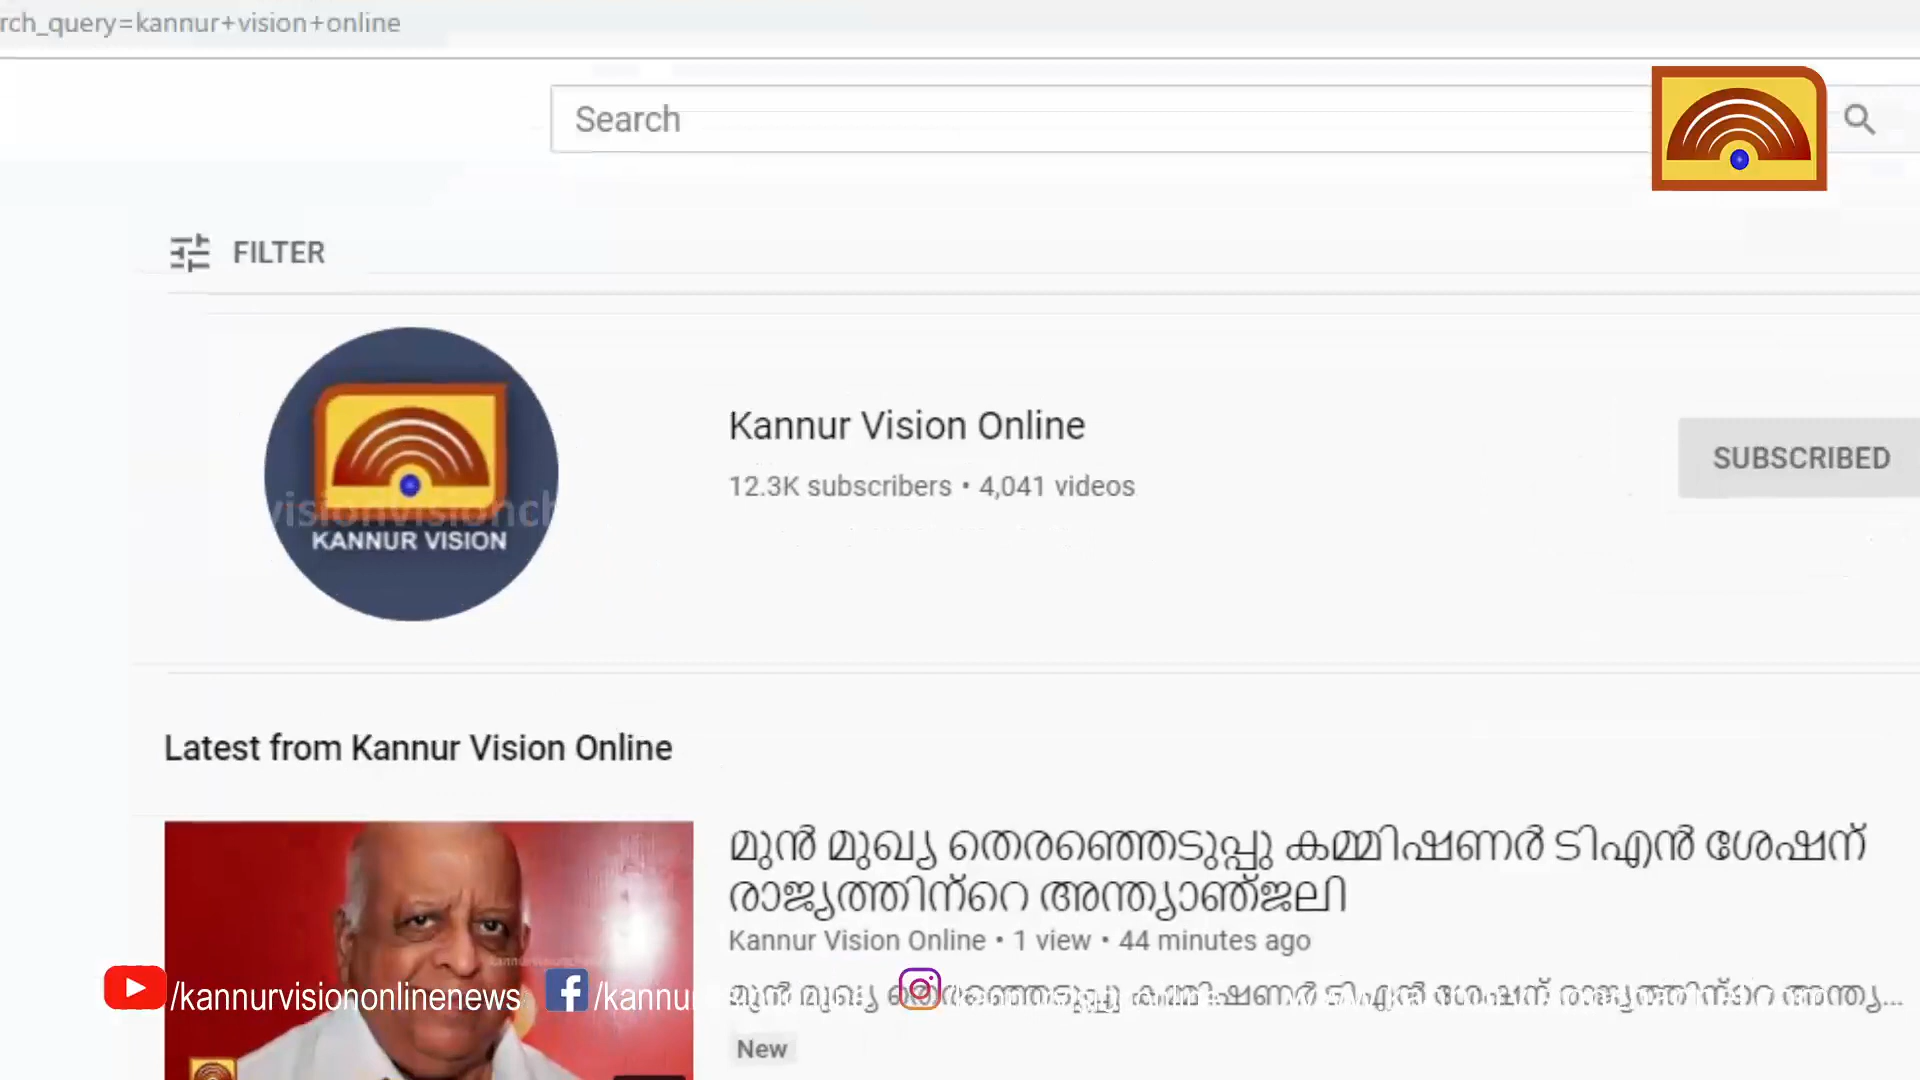 rch_query=kannur+vision+online
Search
FILTER
KANNUR VISION
Kannur Vision Online
12.3K subscribers • 4,041 videos
SUBSCRIBED
Latest from Kannur Vision Online
മുൻ മുഖ്യ തെരഞ്ഞെടുപ്പു കമ്മിഷണർ ടിഎൻ ശേഷന്
രാജ്യത്തിന്റെ അന്ത്യാഞ്ജലി
Kannur Vision Online • 1 view • 44 minutes ago
/kannurvisiononlinenews
New